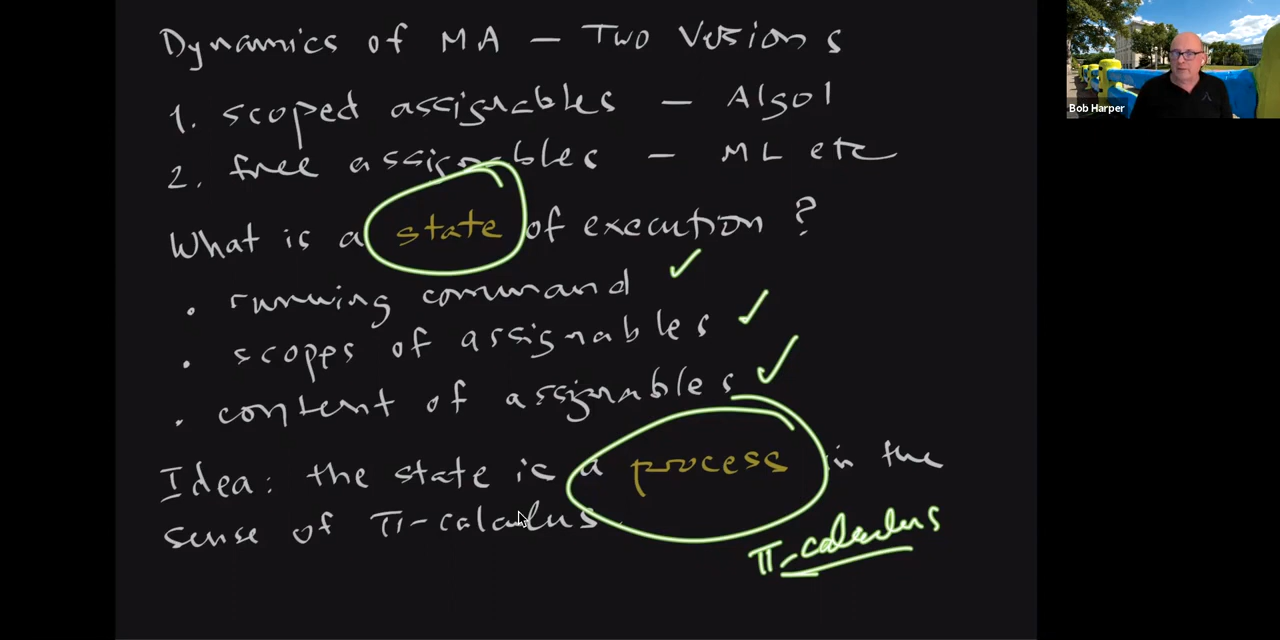 Dynamics of MA – Two Versions
1. scoped assignables – Algol
2. free assignables – ML etc
What is a state of execution ?
• running command ✓
• scopes of assignables ✓
• content of assignables ✓
Idea: the state is a process in the
sense of π-calculus.
π-calculus
Bob Harper